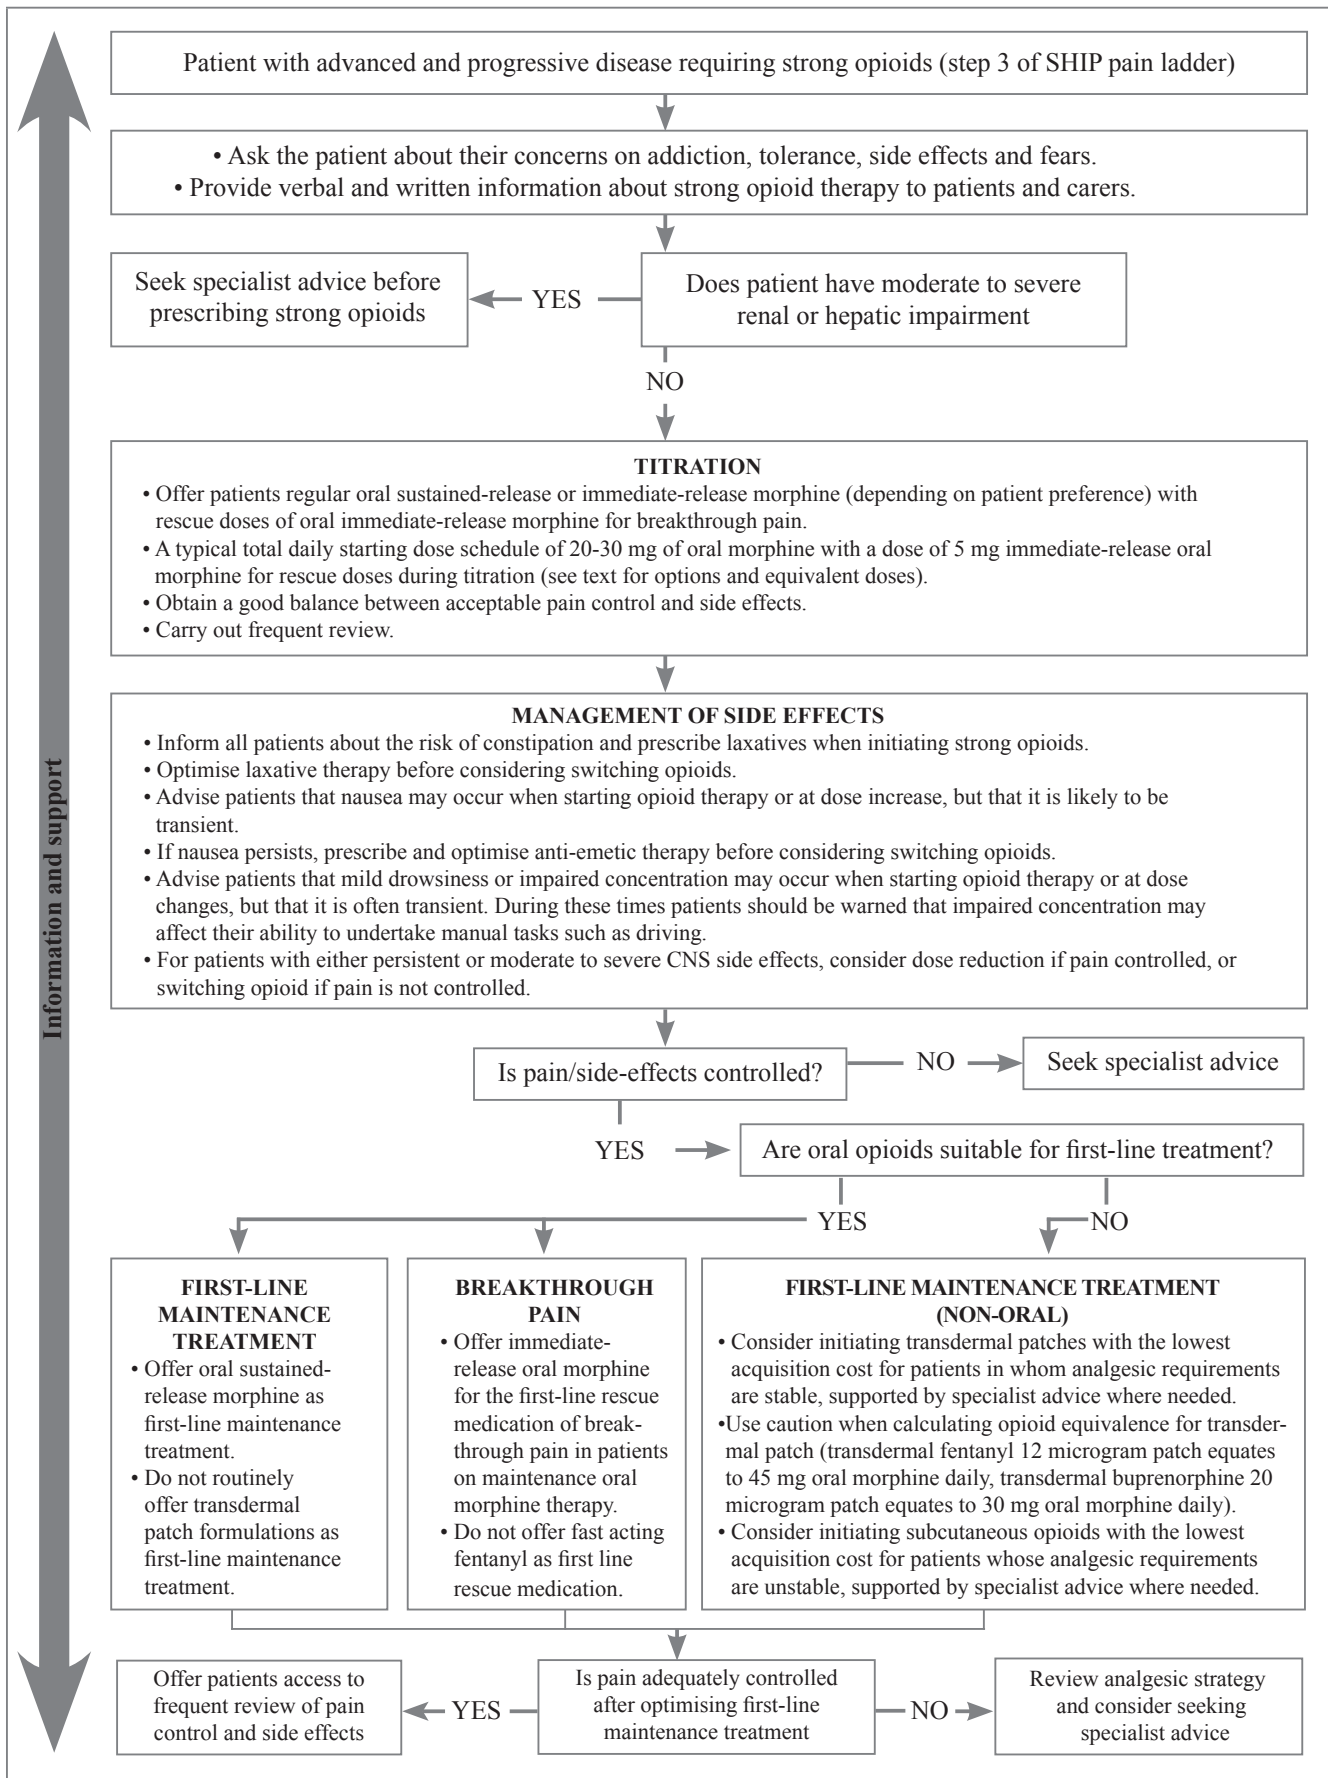 Patient with advanced and progressive disease requiring strong opioids (step 3 of SHIP pain ladder)
• Ask the patient about their concerns on addiction, tolerance, side effects and fears.
• Provide verbal and written information about strong opioid therapy to patients and carers.
Seek specialist advice before
prescribing strong opioids
YES
Does patient have moderate to severe
renal or hepatic impairment
NO
TITRATION
• Offer patients regular oral sustained-release or immediate-release morphine (depending on patient preference) with
rescue doses of oral immediate-release morphine for breakthrough pain.
• A typical total daily starting dose schedule of 20-30 mg of oral morphine with a dose of 5 mg immediate-release oral
morphine for rescue doses during titration (see text for options and equivalent doses).
• Obtain a good balance between acceptable pain control and side effects.
• Carry out frequent review.
MANAGEMENT OF SIDE EFFECTS
• Inform all patients about the risk of constipation and prescribe laxatives when initiating strong opioids.
• Optimise laxative therapy before considering switching opioids.
• Advise patients that nausea may occur when starting opioid therapy or at dose increase, but that it is likely to be
transient.
• If nausea persists, prescribe and optimise anti-emetic therapy before considering switching opioids.
• Advise patients that mild drowsiness or impaired concentration may occur when starting opioid therapy or at dose
changes, but that it is often transient. During these times patients should be warned that impaired concentration may
affect their ability to undertake manual tasks such as driving.
• For patients with either persistent or moderate to severe CNS side effects, consider dose reduction if pain controlled, or
switching opioid if pain is not controlled.
Information and support
Is pain/side-effects controlled?
NO
Seek specialist advice
YES
Are oral opioids suitable for first-line treatment?
YES
NO
FIRST-LINE
MAINTENANCE
TREATMENT
• Offer oral sustained-
release morphine as
first-line maintenance
treatment.
• Do not routinely
offer transdermal
patch formulations as
first-line maintenance
treatment.
BREAKTHROUGH
PAIN
• Offer immediate-
release oral morphine
for the first-line rescue
medication of break-
through pain in patients
on maintenance oral
morphine therapy.
• Do not offer fast acting
fentanyl as first line
rescue medication.
FIRST-LINE MAINTENANCE TREATMENT
(NON-ORAL)
• Consider initiating transdermal patches with the lowest
acquisition cost for patients in whom analgesic requirements
are stable, supported by specialist advice where needed.
•Use caution when calculating opioid equivalence for transder-
mal patch (transdermal fentanyl 12 microgram patch equates
to 45 mg oral morphine daily, transdermal buprenorphine 20
microgram patch equates to 30 mg oral morphine daily).
• Consider initiating subcutaneous opioids with the lowest
acquisition cost for patients whose analgesic requirements
are unstable, supported by specialist advice where needed.
Offer patients access to
frequent review of pain
control and side effects
YES
Is pain adequately controlled
after optimising first-line
maintenance treatment
NO
Review analgesic strategy
and consider seeking
specialist advice